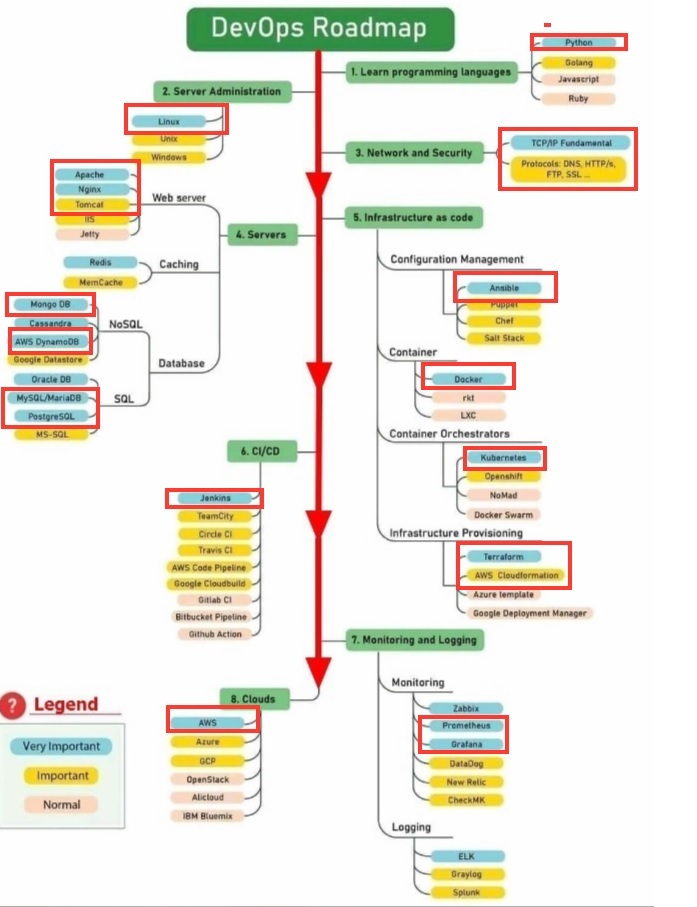 DevOps Roadmap
1. Learn programming languages
Python
Golang
Javascript
Ruby
2. Server Administration
Linux
Unix
Windows
3. Network and Security
TCP/IP Fundamental
Protocols: DNS, HTTP/s,
FTP, SSL ...
4. Servers
Web server
Apache
Nginx
Tomcat
IIS
Jetty
Caching
Redis
MemCache
Database
NoSQL
Mongo DB
Cassandra
AWS DynamoDB
Google Datastore
SQL
Oracle DB
MySQL/MariaDB
PostgreSQL
MS-SQL
5. Infrastructure as code
Configuration Management
Ansible
Puppet
Chef
Salt Stack
Container
Docker
rkt
LXC
Container Orchestrators
Kubernetes
Openshift
NoMad
Docker Swarm
Infrastructure Provisioning
Terraform
AWS Cloudformation
Azure template
Google Deployment Manager
6. CI/CD
Jenkins
TeamCity
Circle CI
Travis CI
AWS Code Pipeline
Google Cloudbuild
Gitlab CI
Bitbucket Pipeline
Github Action
7. Monitoring and Logging
Monitoring
Zabbix
Prometheus
Grafana
DataDog
New Relic
CheckMK
Logging
ELK
Graylog
Splunk
8. Clouds
AWS
Azure
GCP
OpenStack
Alicloud
IBM Bluemix
? Legend
Very Important
Important
Normal